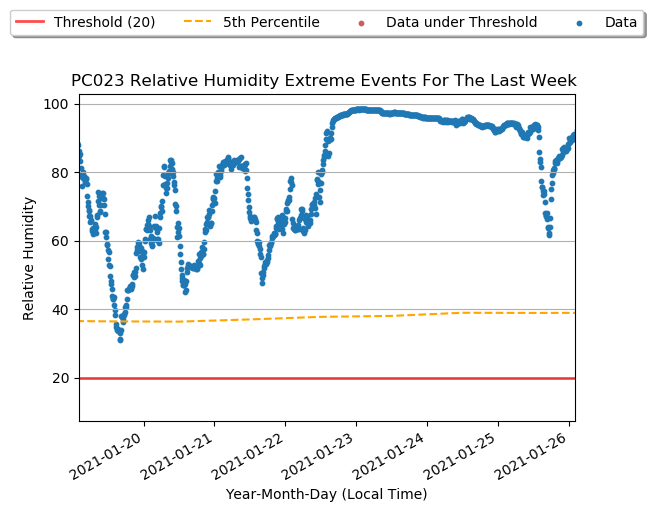 Threshold (20) 5th Percentile Data under Threshold Data
PC023 Relative Humidity Extreme Events For The Last Week
100
80
60
40
20
Relative Humidity
2021-01-20 2021-01-21 2021-01-22 2021-01-23 2021-01-24 2021-01-25 2021-01-26
Year-Month-Day (Local Time)